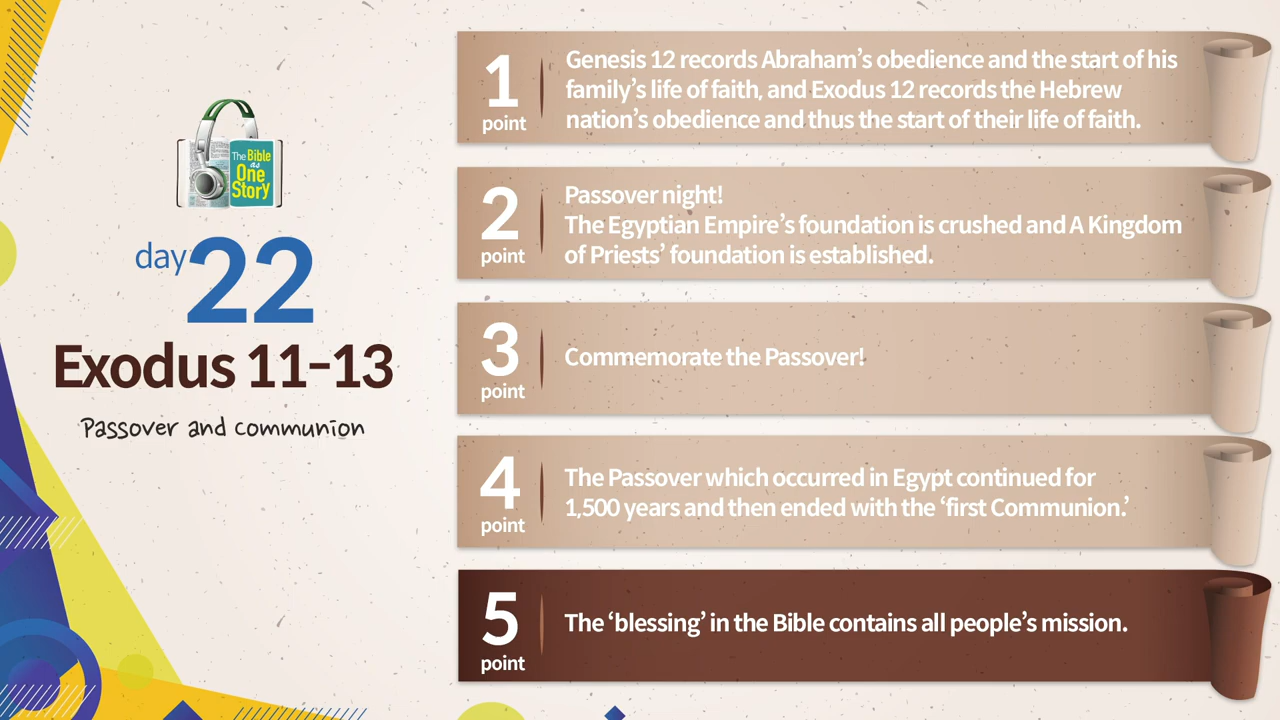 The Bible
as
One
Story
day 22
Exodus 11-13
Passover and communion
1
point
Genesis 12 records Abraham’s obedience and the start of his
family’s life of faith, and Exodus 12 records the Hebrew
nation’s obedience and thus the start of their life of faith.
2
point
Passover night!
The Egyptian Empire’s foundation is crushed and A Kingdom
of Priests’ foundation is established.
3
point
Commemorate the Passover!
4
point
The Passover which occurred in Egypt continued for
1,500 years and then ended with the ‘first Communion.’
5
point
The ‘blessing’ in the Bible contains all people’s mission.